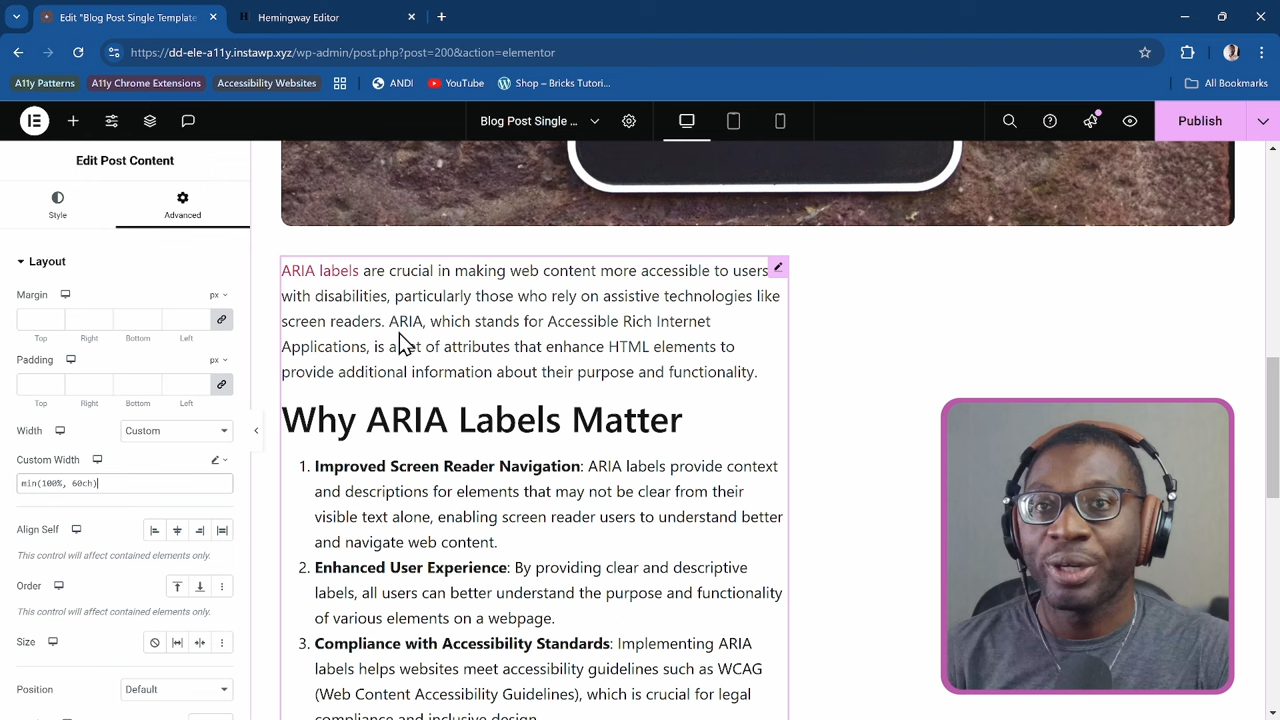 Edit "Blog Post Single Template
Hemingway Editor
https://dd-ele-a11y.instawp.xyz/wp-admin/post.php?post=200&action=elementor
A11y Patterns
A11y Chrome Extensions
Accessibility Websites
ANDI
YouTube
Shop – Bricks Tutori...
All Bookmarks
Blog Post Single ...
Publish
Edit Post Content
Style
Advanced
Layout
Margin
px
Top Right Bottom Left
Padding
px
Top Right Bottom Left
Width
Custom
Custom Width
min(100%, 60ch)
Align Self
This control will affect contained elements only.
Order
This control will affect contained elements only.
Size
Position
Default
ARIA labels are crucial in making web content more accessible to users
with disabilities, particularly those who rely on assistive technologies like
screen readers. ARIA, which stands for Accessible Rich Internet
Applications, is a set of attributes that enhance HTML elements to
provide additional information about their purpose and functionality.
Why ARIA Labels Matter
1. Improved Screen Reader Navigation: ARIA labels provide context
and descriptions for elements that may not be clear from their
visible text alone, enabling screen reader users to understand better
and navigate web content.
2. Enhanced User Experience: By providing clear and descriptive
labels, all users can better understand the purpose and functionality
of various elements on a webpage.
3. Compliance with Accessibility Standards: Implementing ARIA
labels helps websites meet accessibility guidelines such as WCAG
(Web Content Accessibility Guidelines), which is crucial for legal
compliance and inclusive design.